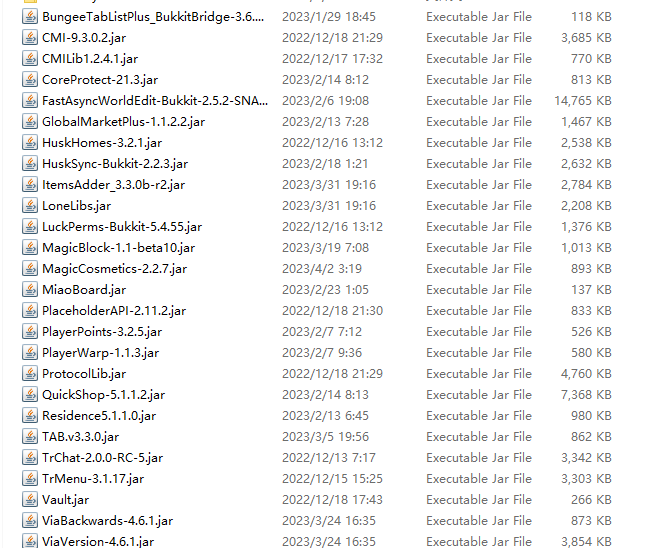 BungeeTabListPlus_BukkitBridge-3.6.... 2023/1/29 18:45 Executable Jar File 118 KB
CMI-9.3.0.2.jar 2022/12/18 21:29 Executable Jar File 3,685 KB
CMILib1.2.4.1.jar 2022/12/17 17:32 Executable Jar File 770 KB
CoreProtect-21.3.jar 2023/2/14 8:12 Executable Jar File 813 KB
FastAsyncWorldEdit-Bukkit-2.5.2-SNA... 2023/2/6 19:08 Executable Jar File 14,765 KB
GlobalMarketPlus-1.1.2.2.jar 2023/2/13 7:28 Executable Jar File 1,467 KB
HuskHomes-3.2.1.jar 2022/12/16 13:12 Executable Jar File 2,538 KB
HuskSync-Bukkit-2.2.3.jar 2023/2/18 1:21 Executable Jar File 2,632 KB
ItemsAdder_3.3.0b-r2.jar 2023/3/31 19:16 Executable Jar File 2,784 KB
LoneLibs.jar 2023/3/31 19:16 Executable Jar File 2,208 KB
LuckPerms-Bukkit-5.4.55.jar 2022/12/16 13:12 Executable Jar File 1,376 KB
MagicBlock-1.1-beta10.jar 2023/3/19 7:08 Executable Jar File 1,013 KB
MagicCosmetics-2.2.7.jar 2023/4/2 3:19 Executable Jar File 893 KB
MiaoBoard.jar 2023/2/23 1:05 Executable Jar File 137 KB
PlaceholderAPI-2.11.2.jar 2022/12/18 21:30 Executable Jar File 833 KB
PlayerPoints-3.2.5.jar 2023/2/7 7:12 Executable Jar File 526 KB
PlayerWarp-1.1.3.jar 2023/2/7 9:36 Executable Jar File 580 KB
ProtocolLib.jar 2022/12/18 21:29 Executable Jar File 4,760 KB
QuickShop-5.1.1.2.jar 2023/2/14 8:13 Executable Jar File 7,368 KB
Residence5.1.1.0.jar 2023/2/13 6:45 Executable Jar File 980 KB
TAB.v3.3.0.jar 2023/3/5 19:56 Executable Jar File 862 KB
TrChat-2.0.0-RC-5.jar 2022/12/13 7:17 Executable Jar File 3,342 KB
TrMenu-3.1.17.jar 2022/12/15 15:25 Executable Jar File 3,303 KB
Vault.jar 2022/12/18 17:43 Executable Jar File 266 KB
ViaBackwards-4.6.1.jar 2023/3/24 16:35 Executable Jar File 873 KB
ViaVersion-4.6.1.jar 2023/3/24 16:35 Executable Jar File 3,854 KB